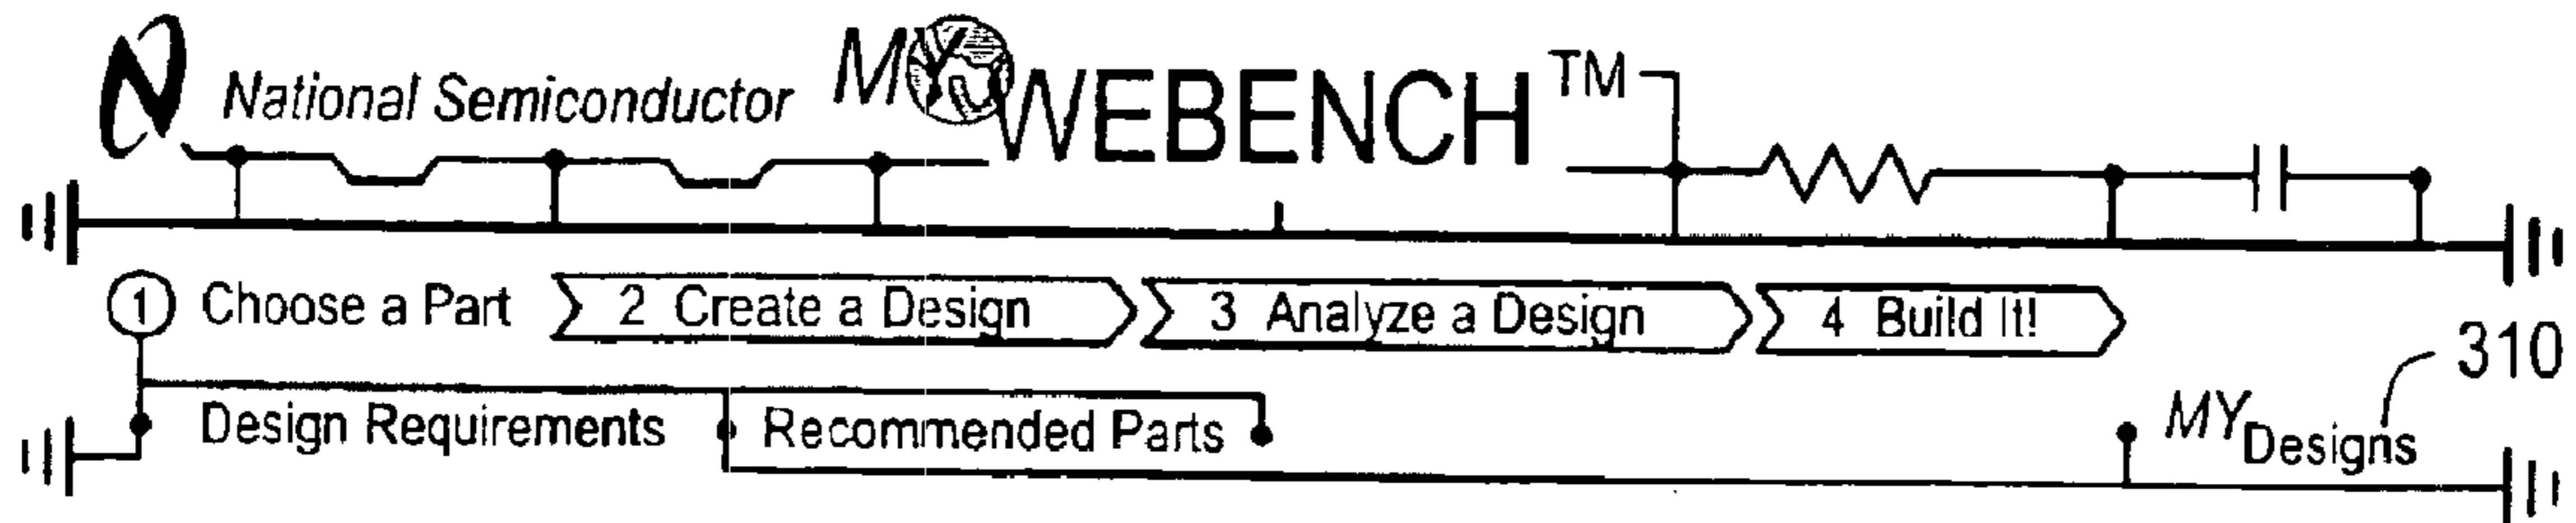 N National Semiconductor MY WEBENCH™
1 Choose a Part 2 Create a Design 3 Analyze a Design 4 Build It!
310
Design Requirements Recommended Parts MY Designs